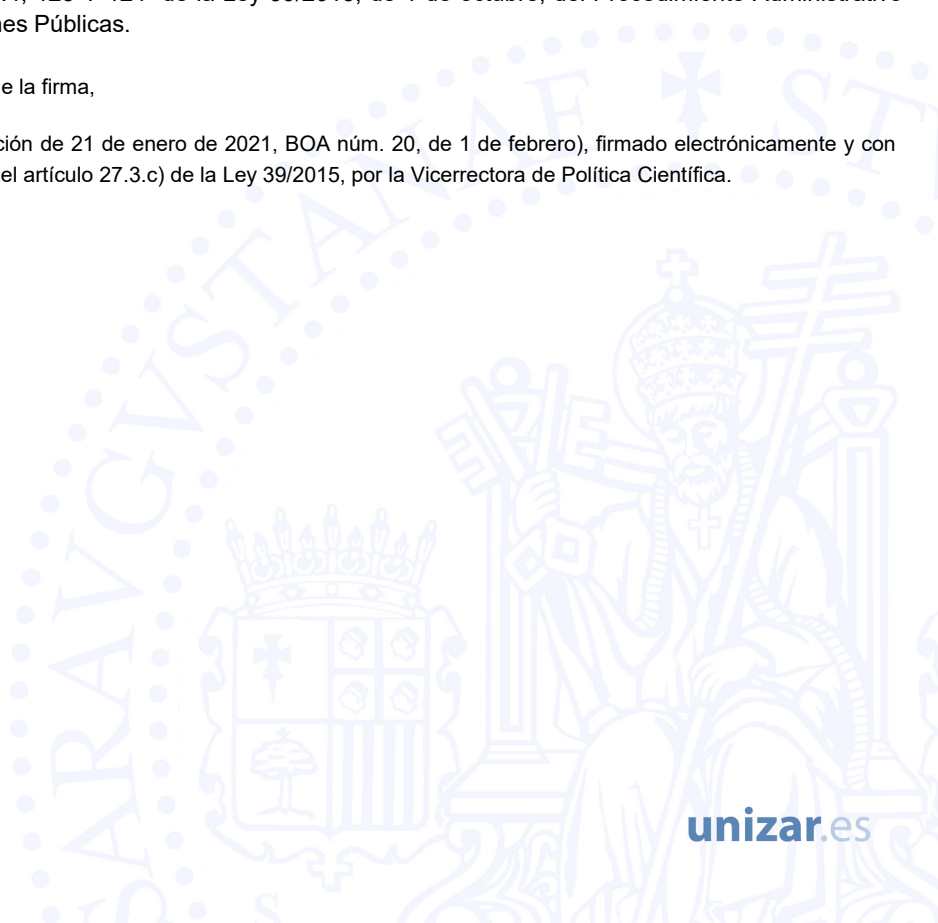 nes Públicas.
e la firma,
ción de 21 de enero de 2021, BOA núm. 20, de 1 de febrero), firmado electrónicamente y con
el artículo 27.3.c) de la Ley 39/2015, por la Vicerrectora de Política Científica.
ARAVGVSTANAE ST
S
unizar.es